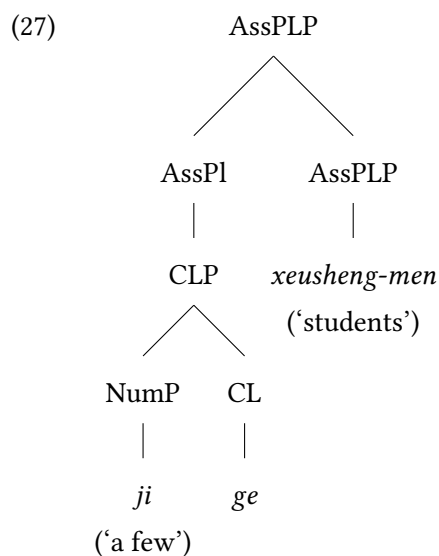 (27) AssPLP
AssPl AssPLP
CLP xeusheng-men
(‘students’)
NumP CL
ji ge
(‘a few’)